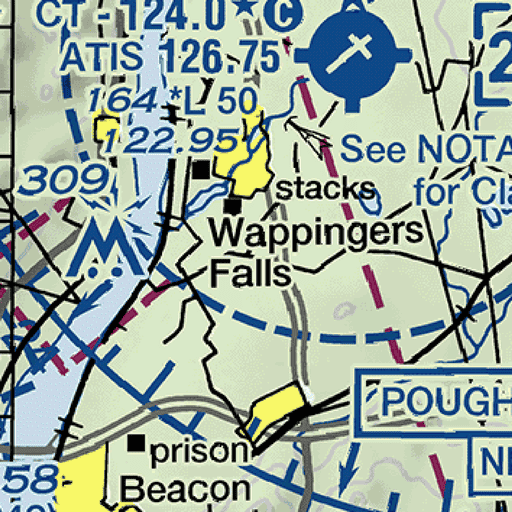 CT - 124.0 * C
ATIS 126.75
164 *L 50
122.95
See NOTA
309
stacks
for Cla
Wappingers
Falls
POUGH
prison
58
Beacon